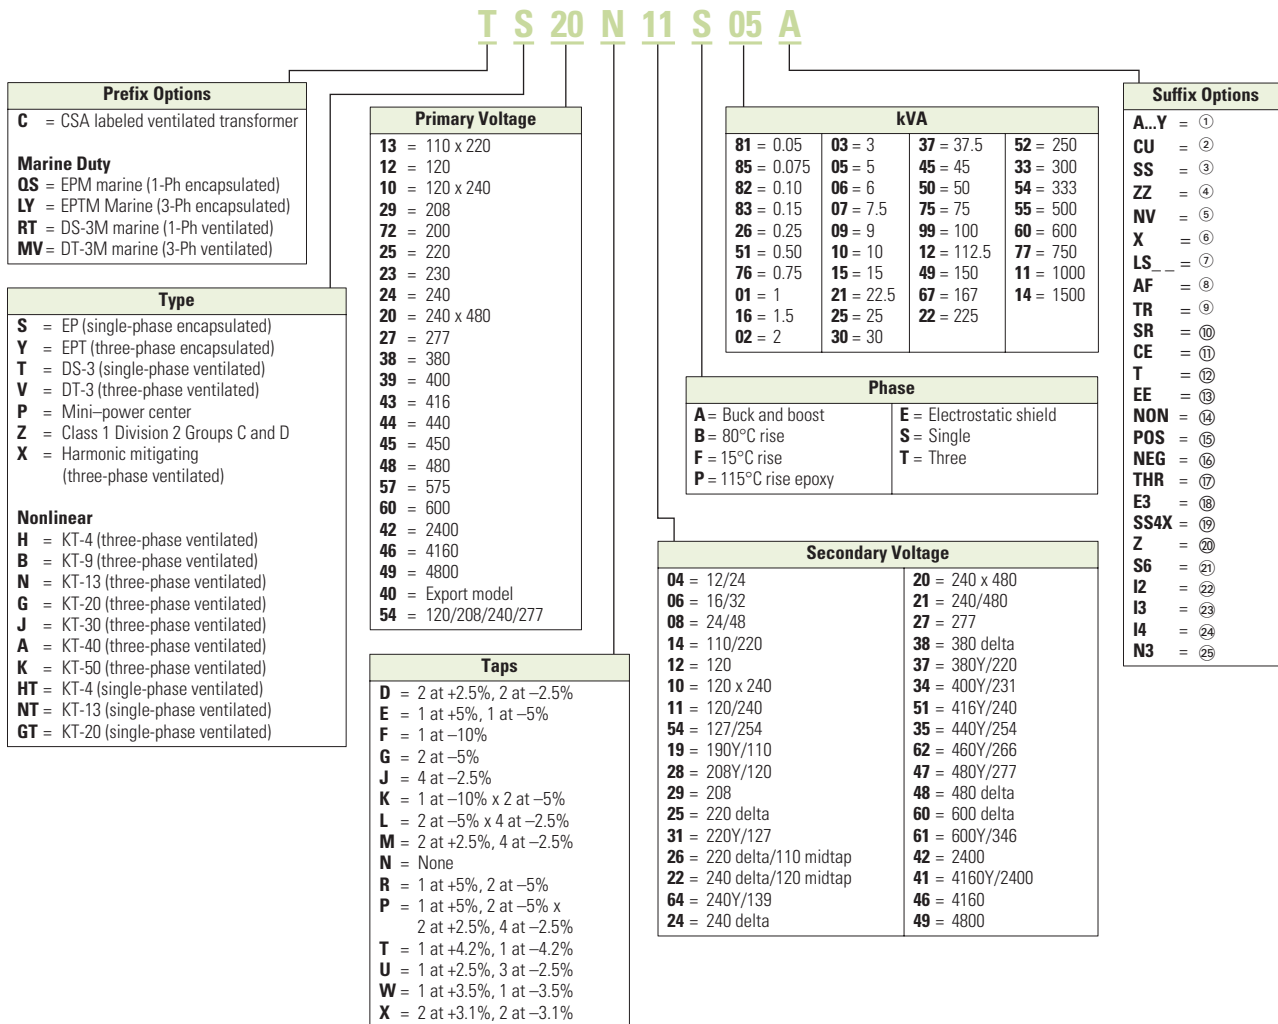 T S 20 N 11 S 05 A
Prefix Options
C = CSA labeled ventilated transformer
Marine Duty
QS = EPM marine (1-Ph encapsulated)
LY = EPTM Marine (3-Ph encapsulated)
RT = DS-3M marine (1-Ph ventilated)
MV = DT-3M marine (3-Ph ventilated)
Type
S = EP (single-phase encapsulated)
Y = EPT (three-phase encapsulated)
T = DS-3 (single-phase ventilated)
V = DT-3 (three-phase ventilated)
P = Mini–power center
Z = Class 1 Division 2 Groups C and D
X = Harmonic mitigating
(three-phase ventilated)
Nonlinear
H = KT-4 (three-phase ventilated)
B = KT-9 (three-phase ventilated)
N = KT-13 (three-phase ventilated)
G = KT-20 (three-phase ventilated)
J = KT-30 (three-phase ventilated)
A = KT-40 (three-phase ventilated)
K = KT-50 (three-phase ventilated)
HT = KT-4 (single-phase ventilated)
NT = KT-13 (single-phase ventilated)
GT = KT-20 (single-phase ventilated)
Primary Voltage
13 = 110 x 220
12 = 120
10 = 120 x 240
29 = 208
72 = 200
25 = 220
23 = 230
24 = 240
20 = 240 x 480
27 = 277
38 = 380
39 = 400
43 = 416
44 = 440
45 = 450
48 = 480
57 = 575
60 = 600
42 = 2400
46 = 4160
49 = 4800
40 = Export model
54 = 120/208/240/277
Taps
D = 2 at +2.5%, 2 at –2.5%
E = 1 at +5%, 1 at –5%
F = 1 at –10%
G = 2 at –5%
J = 4 at –2.5%
K = 1 at –10% x 2 at –5%
L = 2 at –5% x 4 at –2.5%
M = 2 at +2.5%, 4 at –2.5%
N = None
R = 1 at +5%, 2 at –5%
P = 1 at +5%, 2 at –5% x
2 at +2.5%, 4 at –2.5%
T = 1 at +4.2%, 1 at –4.2%
U = 1 at +2.5%, 3 at –2.5%
W = 1 at +3.5%, 1 at –3.5%
X = 2 at +3.1%, 2 at –3.1%
kVA
81 = 0.05
85 = 0.075
82 = 0.10
83 = 0.15
26 = 0.25
51 = 0.50
76 = 0.75
01 = 1
16 = 1.5
02 = 2
03 = 3
05 = 5
06 = 6
07 = 7.5
09 = 9
10 = 10
15 = 15
21 = 22.5
25 = 25
30 = 30
37 = 37.5
45 = 45
50 = 50
75 = 75
99 = 100
12 = 112.5
49 = 150
67 = 167
22 = 225
52 = 250
33 = 300
54 = 333
55 = 500
60 = 600
77 = 750
11 = 1000
14 = 1500
Phase
A = Buck and boost
B = 80°C rise
F = 15°C rise
P = 115°C rise epoxy
E = Electrostatic shield
S = Single
T = Three
Secondary Voltage
04 = 12/24
06 = 16/32
08 = 24/48
14 = 110/220
12 = 120
10 = 120 x 240
11 = 120/240
54 = 127/254
19 = 190Y/110
28 = 208Y/120
29 = 208
25 = 220 delta
31 = 220Y/127
26 = 220 delta/110 midtap
22 = 240 delta/120 midtap
64 = 240Y/139
24 = 240 delta
20 = 240 x 480
21 = 240/480
27 = 277
38 = 380 delta
37 = 380Y/220
34 = 400Y/231
51 = 416Y/240
35 = 440Y/254
62 = 460Y/266
47 = 480Y/277
48 = 480 delta
60 = 600 delta
61 = 600Y/346
42 = 2400
41 = 4160Y/2400
46 = 4160
49 = 4800
Suffix Options
A...Y = ①
CU = ②
SS = ③
ZZ = ④
NV = ⑤
X = ⑥
LS_ _ = ⑦
AF = ⑧
TR = ⑨
SR = ⑩
CE = ⑪
T = ⑫
EE = ⑬
NON = ⑭
POS = ⑮
NEG = ⑯
THR = ⑰
E3 = ⑱
SS4X = ⑲
Z = ⑳
S6 = ㉑
I2 = ㉒
I3 = ㉓
I4 = ㉔
N3 = ㉕